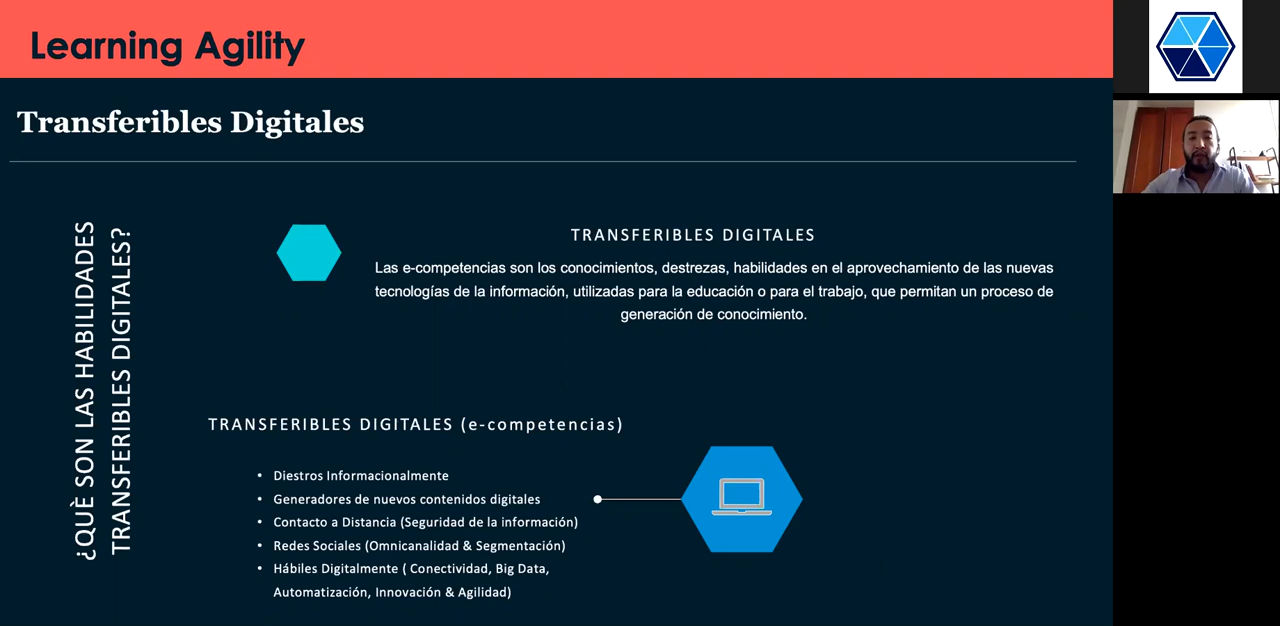 Learning Agility
Transferibles Digitales
¿QUÈ SON LAS HABILIDADES
TRANSFERIBLES DIGITALES?
TRANSFERIBLES DIGITALES
Las e-competencias son los conocimientos, destrezas, habilidades en el aprovechamiento de las nuevas
tecnologías de la información, utilizadas para la educación o para el trabajo, que permitan un proceso de
generación de conocimiento.
TRANSFERIBLES DIGITALES (e-competencias)
• Diestros Informacionalmente
• Generadores de nuevos contenidos digitales
• Contacto a Distancia (Seguridad de la información)
• Redes Sociales (Omnicanalidad & Segmentación)
• Hábiles Digitalmente ( Conectividad, Big Data,
Automatización, Innovación & Agilidad)